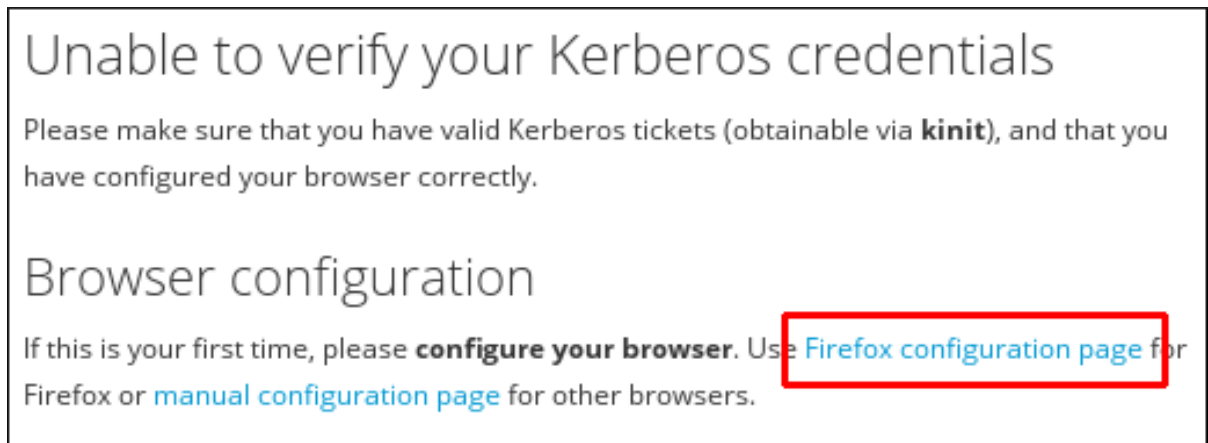 Unable to verify your Kerberos credentials
Please make sure that you have valid Kerberos tickets (obtainable via kinit), and that you
have configured your browser correctly.
Browser configuration
If this is your first time, please configure your browser. Use Firefox configuration page for
Firefox or manual configuration page for other browsers.